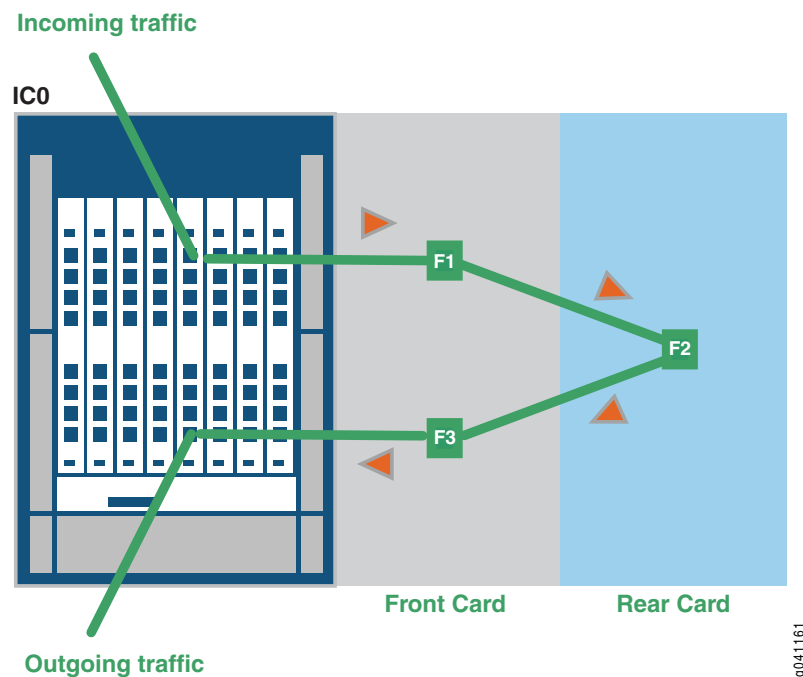 Incoming traffic
IC0
F1
F2
F3
Front Card
Rear Card
Outgoing traffic
g041161